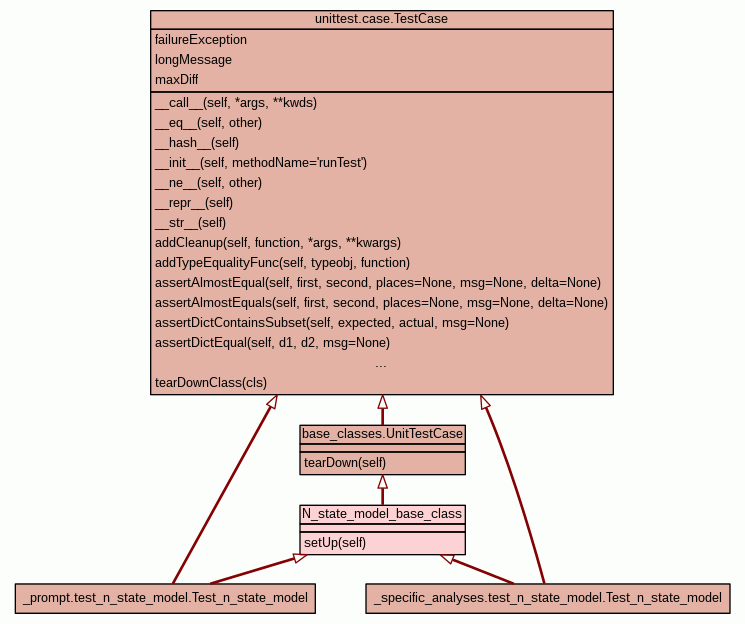 unittest.case.TestCase
failureException
longMessage
maxDiff
__call__(self, *args, **kwds)
__eq__(self, other)
__hash__(self)
__init__(self, methodName='runTest')
__ne__(self, other)
__repr__(self)
__str__(self)
addCleanup(self, function, *args, **kwargs)
addTypeEqualityFunc(self, typeobj, function)
assertAlmostEqual(self, first, second, places=None, msg=None, delta=None)
assertAlmostEquals(self, first, second, places=None, msg=None, delta=None)
assertDictContainsSubset(self, expected, actual, msg=None)
assertDictEqual(self, d1, d2, msg=None)
...
tearDownClass(cls)
base_classes.UnitTestCase
tearDown(self)
N_state_model_base_class
setUp(self)
_prompt.test_n_state_model.Test_n_state_model
_specific_analyses.test_n_state_model.Test_n_state_model